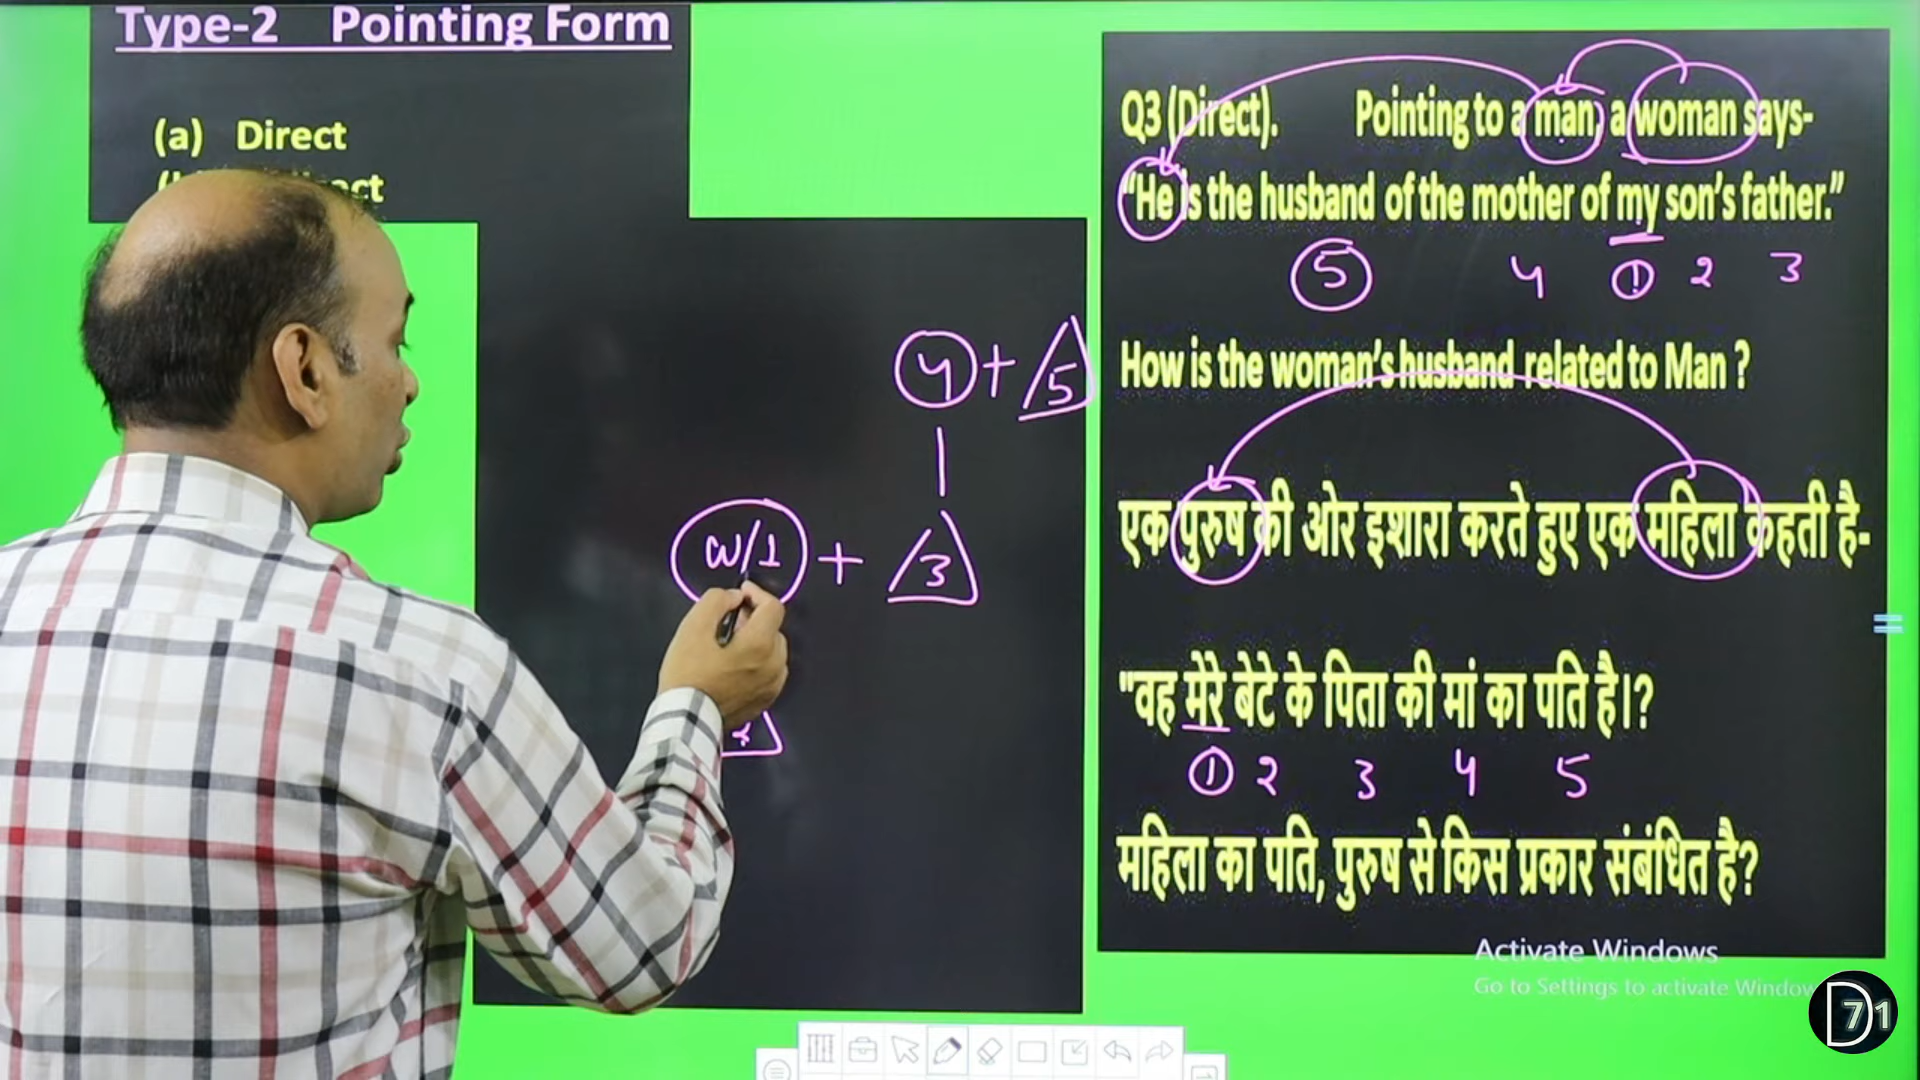 Type-2 Pointing Form
(a) Direct
ect
Q3 (Direct). Pointing to a man, a woman says-
"He is the husband of the mother of my son's father."
5 4 1 2 3
How is the woman's husband related to Man ?
4 + 5
W/1 + 3
एक पुरुष की ओर इशारा करते हुए एक महिला कहती है-
"वह मेरे बेटे के पिता की मां का पति है।?
1 2 3 4 5
महिला का पति, पुरुष से किस प्रकार संबंधित है?
Activate Windows
Go to Settings to activate Window
D71